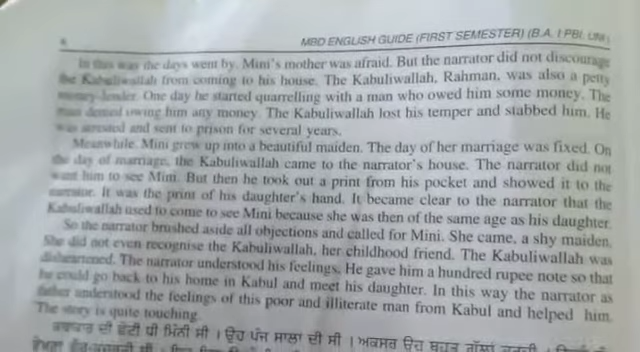 MBD ENGLISH GUIDE (FIRST SEMESTER) (B.A. I PBI. UNI.)
In this way the days went by. Mini's mother was afraid. But the narrator did not discourage
the Kabuliwallah from coming to his house. The Kabuliwallah, Rahman, was also a petty
money-lender. One day he started quarrelling with a man who owed him some money. The
man denied owing him any money. The Kabuliwallah lost his temper and stabbed him. He
was arrested and sent to prison for several years.
Meanwhile, Mini grew up into a beautiful maiden. The day of her marriage was fixed. On
the day of marriage, the Kabuliwallah came to the narrator's house. The narrator did not
want him to see Mini. But then he took out a print from his pocket and showed it to the
narrator. It was the print of his daughter's hand. It became clear to the narrator that the
Kabuliwallah used to come to see Mini because she was then of the same age as his daughter.
So the narrator brushed aside all objections and called for Mini. She came, a shy maiden.
She did not even recognise the Kabuliwallah, her childhood friend. The Kabuliwallah was
disheartened. The narrator understood his feelings. He gave him a hundred rupee note so that
he could go back to his home in Kabul and meet his daughter. In this way the narrator as
father understood the feelings of this poor and illiterate man from Kabul and helped him.
The story is quite touching.
ਕਥਾਕਾਰ ਦੀ ਛੋਟੀ ਧੀ ਮਿੰਨੀ ਸੀ । ਉਹ ਪੰਜ ਸਾਲਾ ਦੀ ਸੀ । ਅਕਸਰ ਉਹ ਬਹੁਤ ਗੱਲਾਂ ਕਰਦੀ